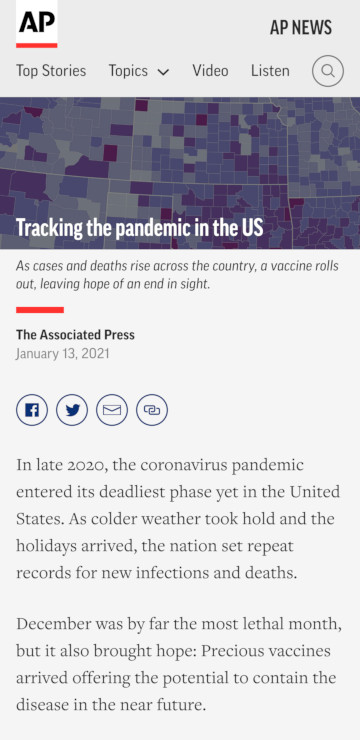 AP
AP NEWS
Top Stories Topics Video Listen
Tracking the pandemic in the US
As cases and deaths rise across the country, a vaccine rolls
out, leaving hope of an end in sight.
The Associated Press
January 13, 2021
In late 2020, the coronavirus pandemic
entered its deadliest phase yet in the United
States. As colder weather took hold and the
holidays arrived, the nation set repeat
records for new infections and deaths.
December was by far the most lethal month,
but it also brought hope: Precious vaccines
arrived offering the potential to contain the
disease in the near future.